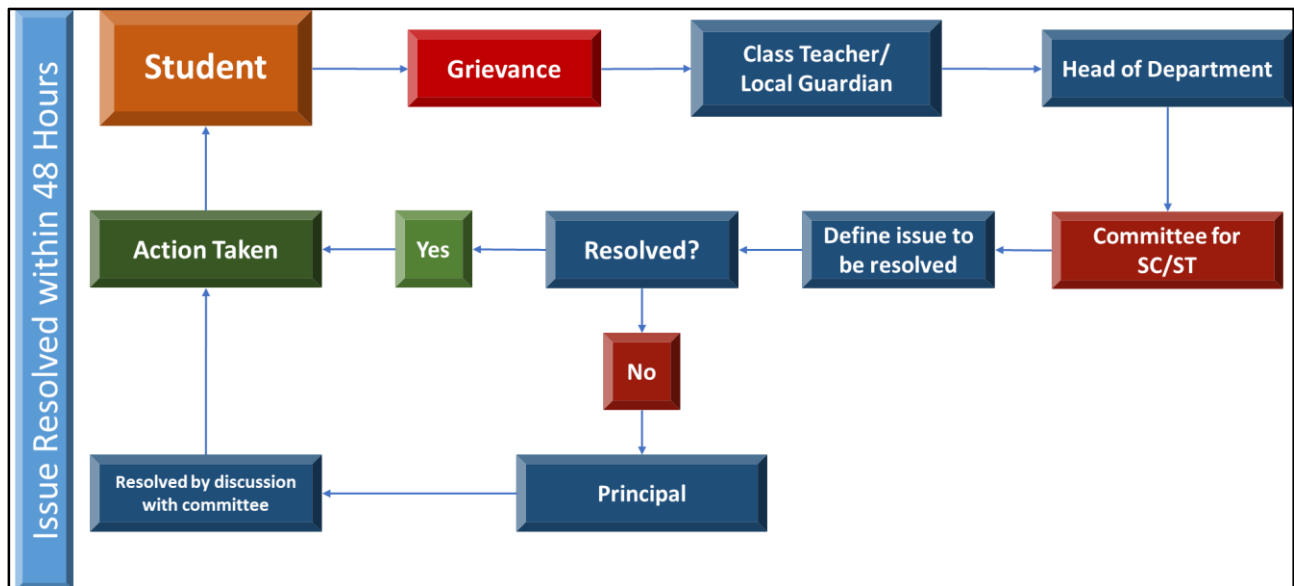 Issue Resolved within 48 Hours
Student
Grievance
Class Teacher/
Local Guardian
Head of Department
Action Taken
Yes
Resolved?
Define issue to
be resolved
Committee for
SC/ST
No
Resolved by discussion
with committee
Principal